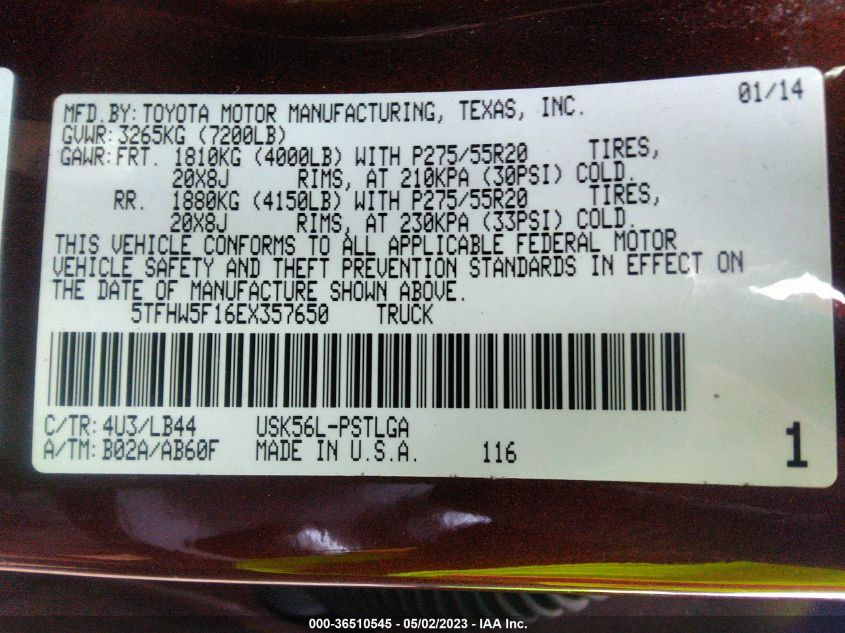 01/14
MFD. BY: TOYOTA MOTOR MANUFACTURING, TEXAS, INC.
GVWR: 3265KG (7200LB)
GAWR: FRT. 1810KG (4000LB) WITH P275/55R20 TIRES,
20X8J RIMS, AT 210KPA (30PSI) COLD.
RR. 1880KG (4150LB) WITH P275/55R20 TIRES,
20X8J RIMS, AT 230KPA (33PSI) COLD.
THIS VEHICLE CONFORMS TO ALL APPLICABLE FEDERAL MOTOR
VEHICLE SAFETY AND THEFT PREVENTION STANDARDS IN EFFECT ON
THE DATE OF MANUFACTURE SHOWN ABOVE.
5TFHW5F16EX357650 TRUCK
C/TR: 4U3/LB44 USK56L-PSTLGA
A/TM: B02A/AB60F MADE IN U.S.A. 116 1
000-36510545 - 05/02/2023 - IAA Inc.